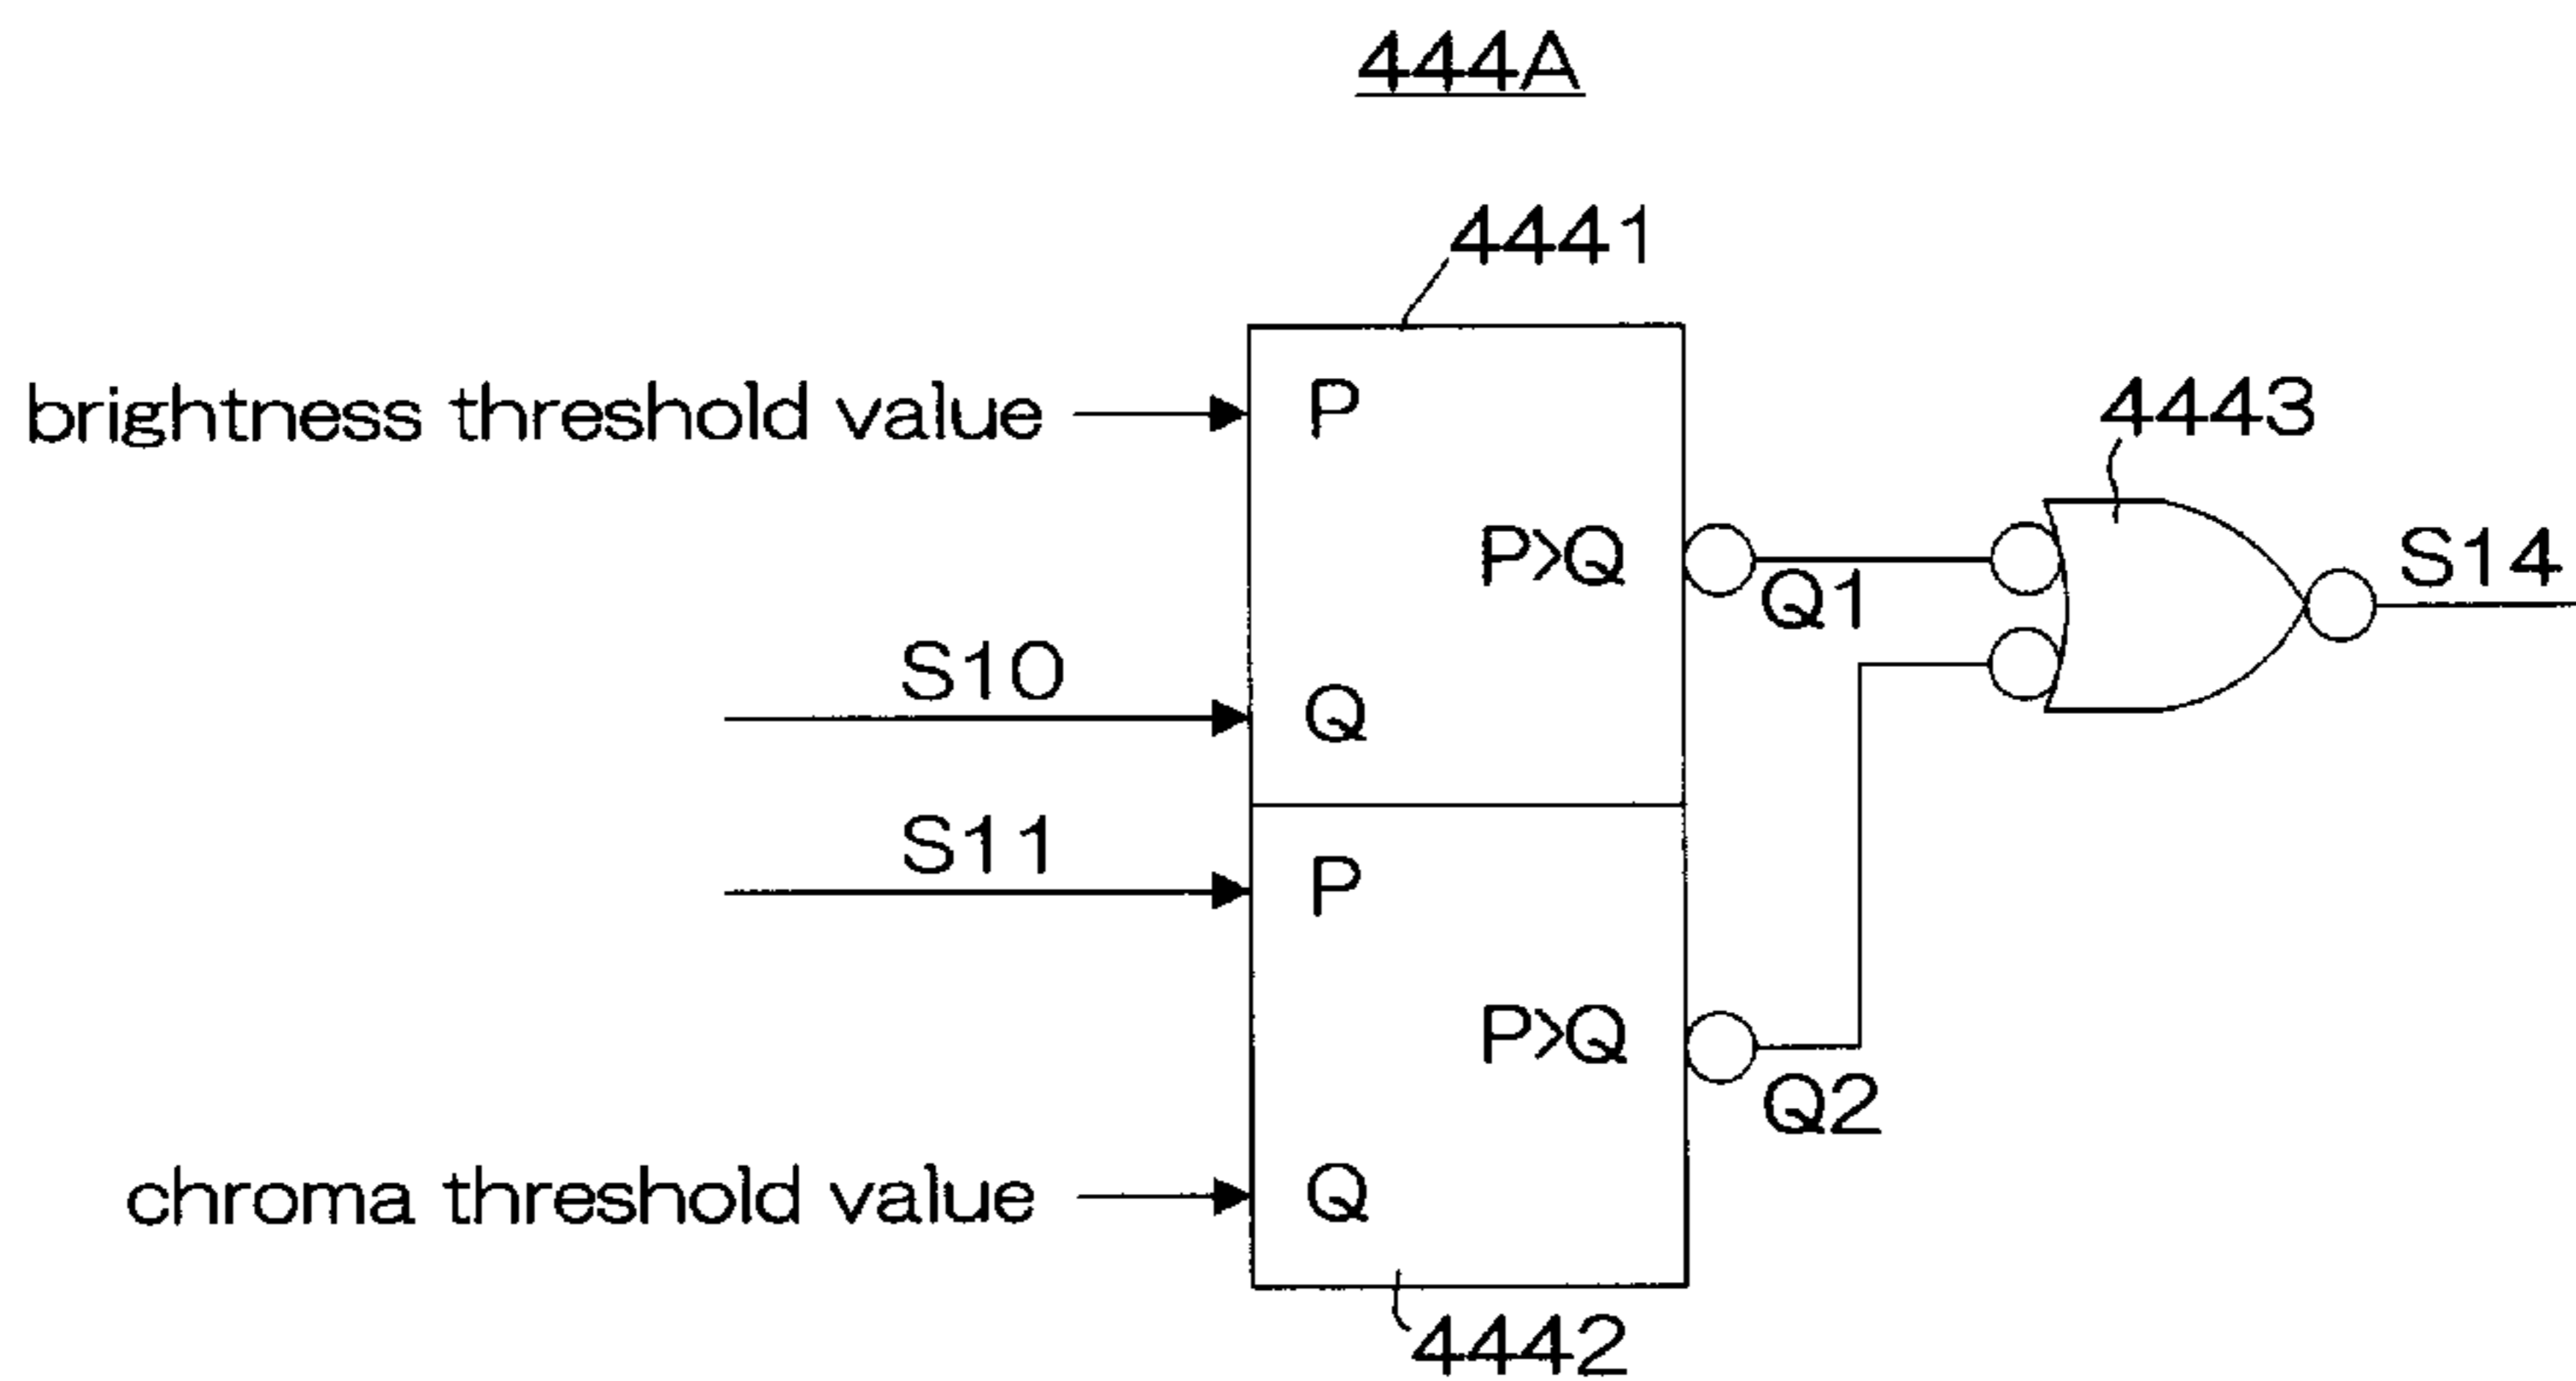 444A
4441
brightness threshold value
P
4443
P>Q
Q1
S14
S10
Q
S11
P
P>Q
Q2
chroma threshold value
Q
4442